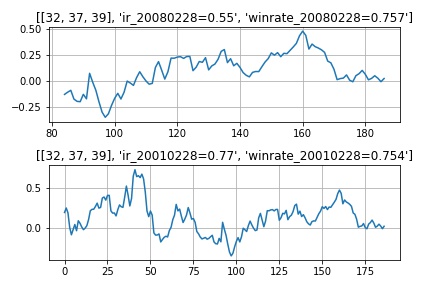 [[32, 37, 39], 'ir_20080228=0.55', 'winrate_20080228=0.757']
0.50
0.25
0.00
−0.25
80 100 120 140 160 180
[[32, 37, 39], 'ir_20010228=0.77', 'winrate_20010228=0.754']
0.5
0.0
0 25 50 75 100 125 150 175